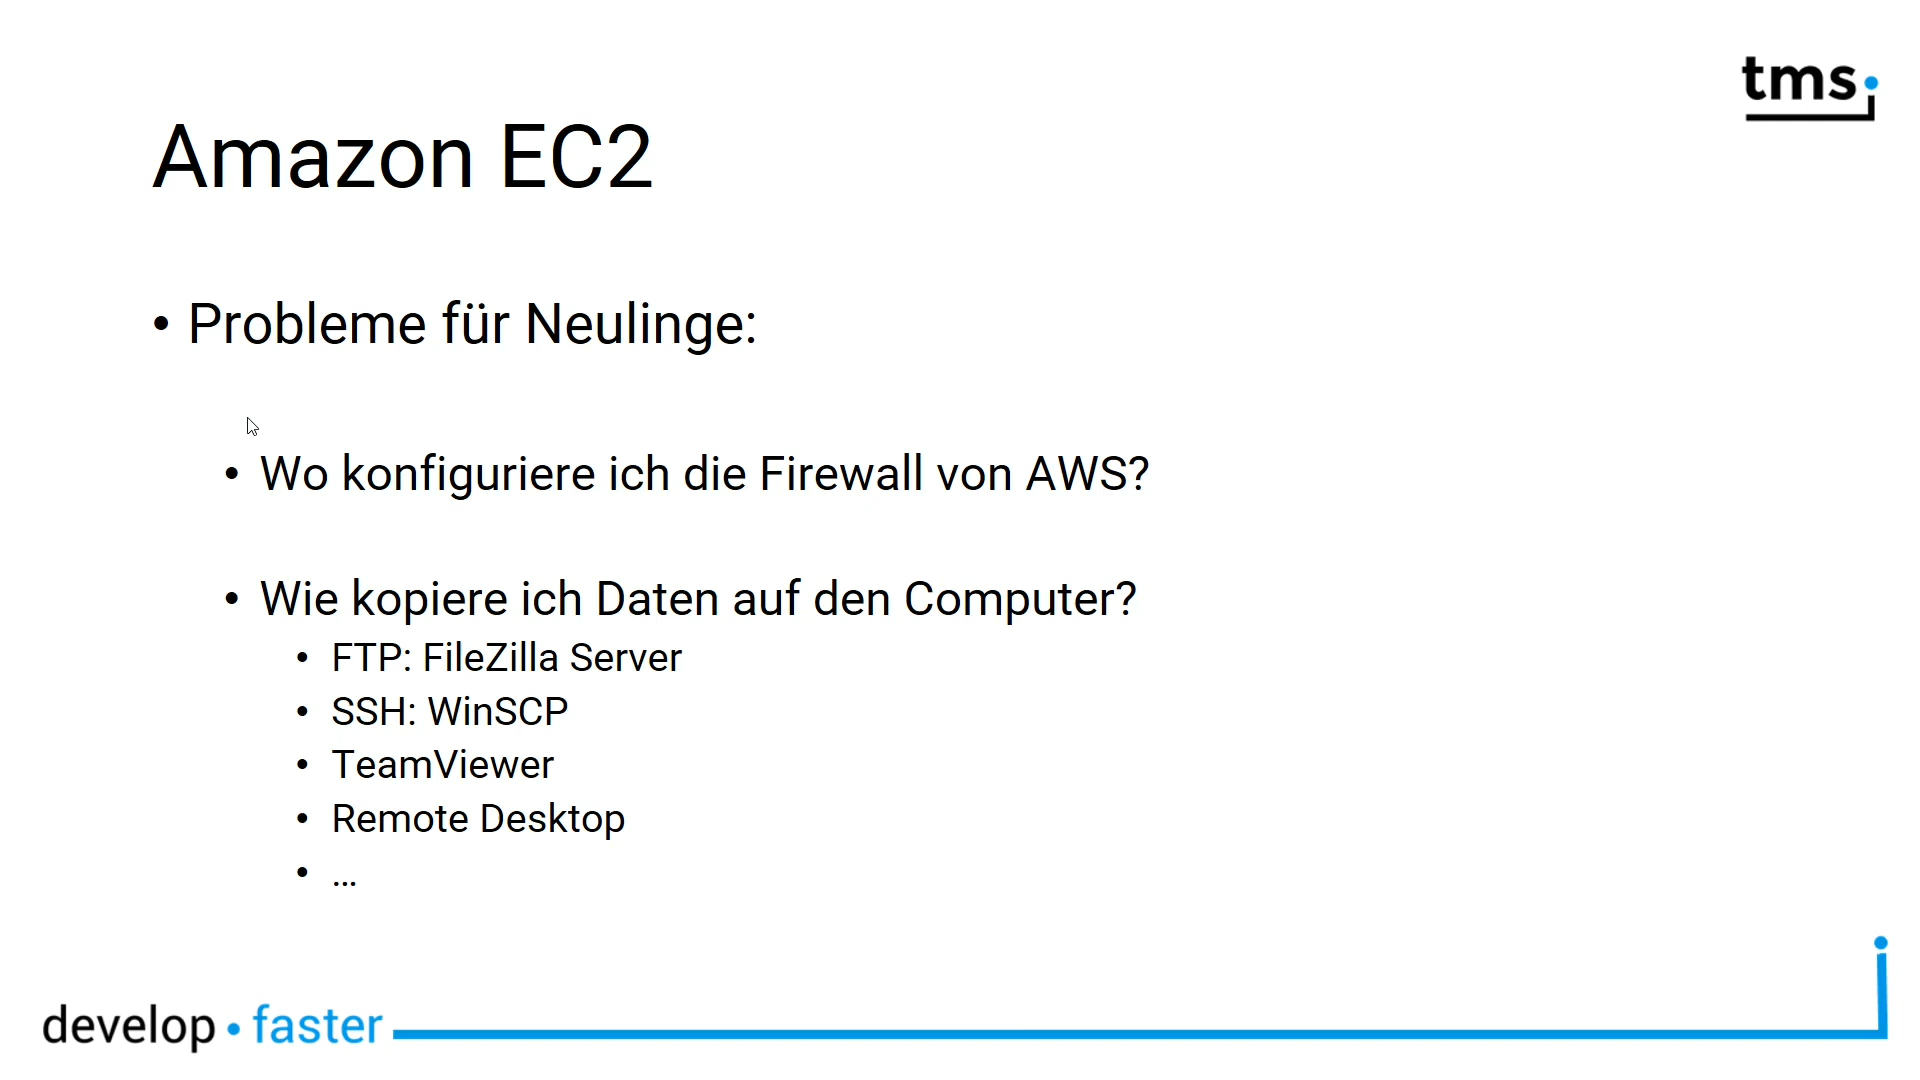 tms
Amazon EC2
• Probleme für Neulinge:
• Wo konfiguriere ich die Firewall von AWS?
• Wie kopiere ich Daten auf den Computer?
• FTP: FileZilla Server
• SSH: WinSCP
• TeamViewer
• Remote Desktop
• ...
develop • faster